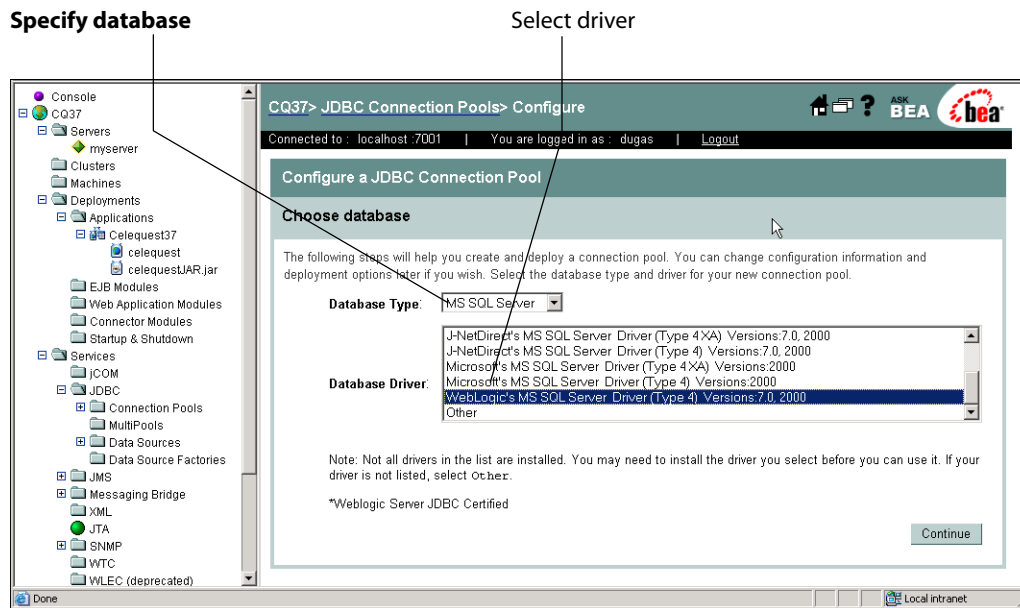 Specify database
Select driver
Console
CQ37
Servers
myserver
Clusters
Machines
Deployments
Applications
Celequest37
celequest
celequestJAR.jar
EJB Modules
Web Application Modules
Connector Modules
Startup & Shutdown
Services
jCOM
JDBC
Connection Pools
MultiPools
Data Sources
Data Source Factories
JMS
Messaging Bridge
XML
JTA
SNMP
WTC
WLEC (deprecated)
CQ37> JDBC Connection Pools> Configure
? ASK BEA bea
Connected to : localhost :7001 | You are logged in as : dugas | Logout
Configure a JDBC Connection Pool
Choose database
The following steps will help you create and deploy a connection pool. You can change configuration information and
deployment options later if you wish. Select the database type and driver for your new connection pool.
Database Type: MS SQL Server
Database Driver:
J-NetDirect's MS SQL Server Driver (Type 4 XA) Versions:7.0, 2000
J-NetDirect's MS SQL Server Driver (Type 4) Versions:7.0, 2000
Microsoft's MS SQL Server Driver (Type 4 XA) Versions:2000
Microsoft's MS SQL Server Driver (Type 4) Versions:2000
WebLogic's MS SQL Server Driver (Type 4) Versions:7.0, 2000
Other
Note: Not all drivers in the list are installed. You may need to install the driver you select before you can use it. If your
driver is not listed, select Other.
*Weblogic Server JDBC Certified
Continue
Done
Local intranet